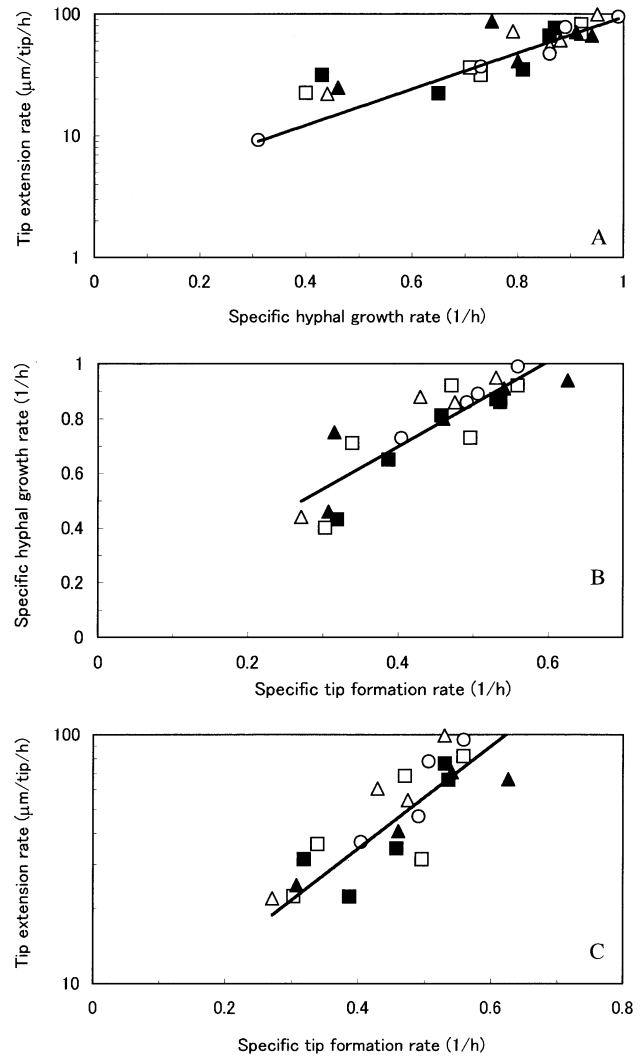 100
10
1
0
0.2
0.4
0.6
0.8
1
Tip extension rate (μm/tip/h)
Specific hyphal growth rate (1/h)
A
1
0.8
0.6
0.4
0.2
0
0
0.2
0.4
0.6
Specific hyphal growth rate (1/h)
Specific tip formation rate (1/h)
B
100
10
0
0.2
0.4
0.6
0.8
Tip extension rate (μm/tip/h)
Specific tip formation rate (1/h)
C